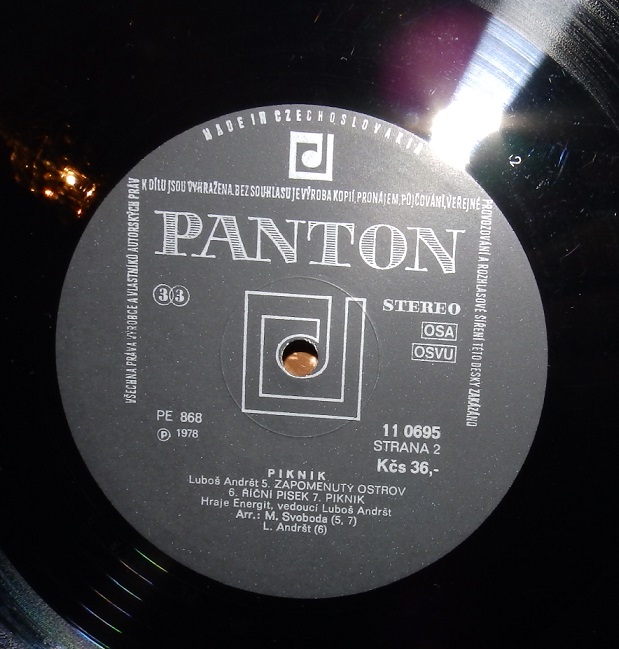 MADE IN CZECHOSLOVAKIA
VŠECHNA PRÁVA VÝROBCE A VLASTNÍKŮ AUTORSKÝCH PRÁV
K DÍLU JSOU VYHRAŽENA. BEZ SOUHLASU JE VÝROBA KOPIÍ, PRONÁJEM, PŮJČOVÁNÍ, VEŘEJNÉ
PROVOZOVÁNÍ A ROZHLASOVÉ ŠÍŘENÍ TÉTO DESKY ZAKÁZÁNO
PANTON
33
STEREO
OSA
OSVU
PE 868
Ⓟ 1978
11 0695
STRANA 2
Kčs 36,-
PIKNIK
Luboš Andršt 5. ZAPOMENUTÝ OSTROV
6. ŘÍČNÍ PÍSEK 7. PIKNIK
Hraje Energit, vedoucí Luboš Andršt
Arr.: M. Svoboda (5, 7)
L. Andršt (6)
2